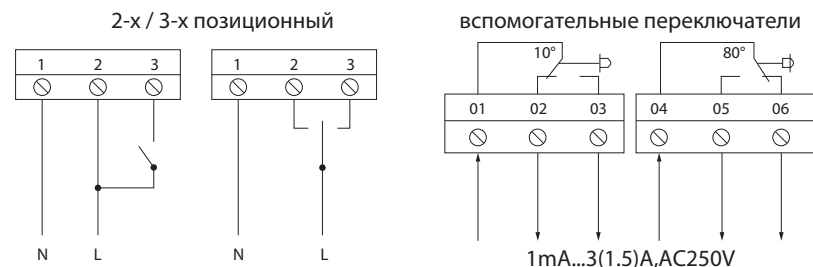 2-х / 3-х позиционный
вспомогательные переключатели
1 2 3
1 2 3
10°
80°
01 02 03
04 05 06
N L
N L
1mA...3(1.5)A,AC250V